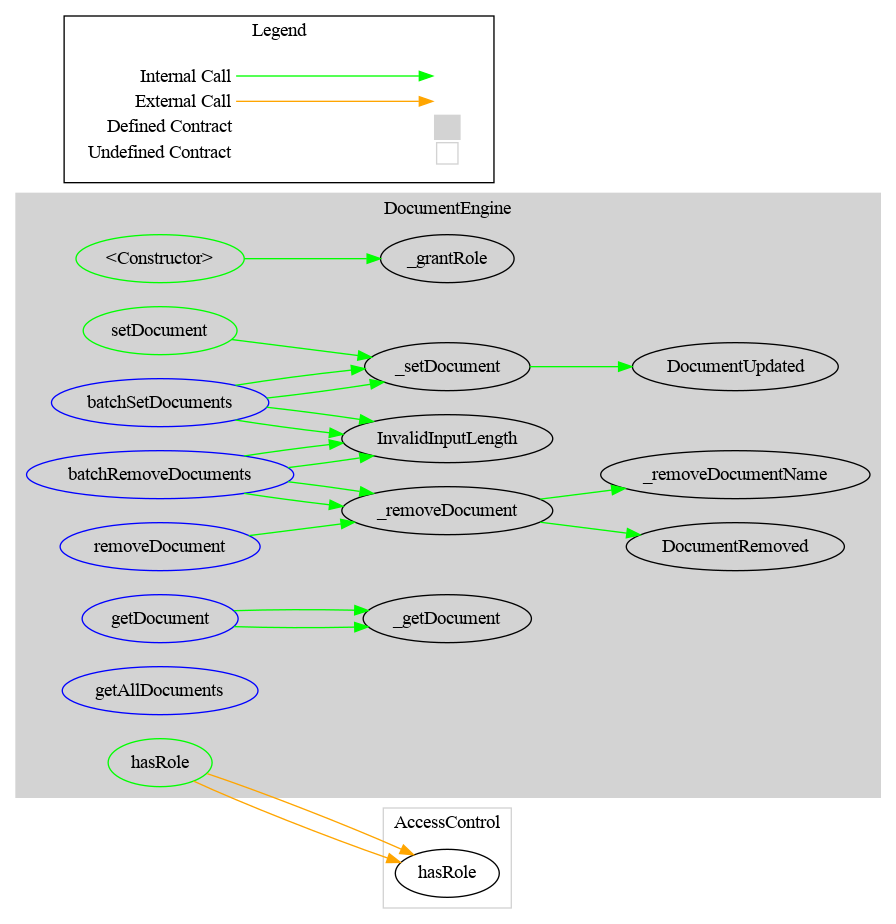 Legend
Internal Call
External Call
Defined Contract
Undefined Contract
DocumentEngine
<Constructor>
_grantRole
setDocument
_setDocument
DocumentUpdated
batchSetDocuments
InvalidInputLength
batchRemoveDocuments
_removeDocumentName
_removeDocument
removeDocument
DocumentRemoved
getDocument
_getDocument
getAllDocuments
hasRole
AccessControl
hasRole